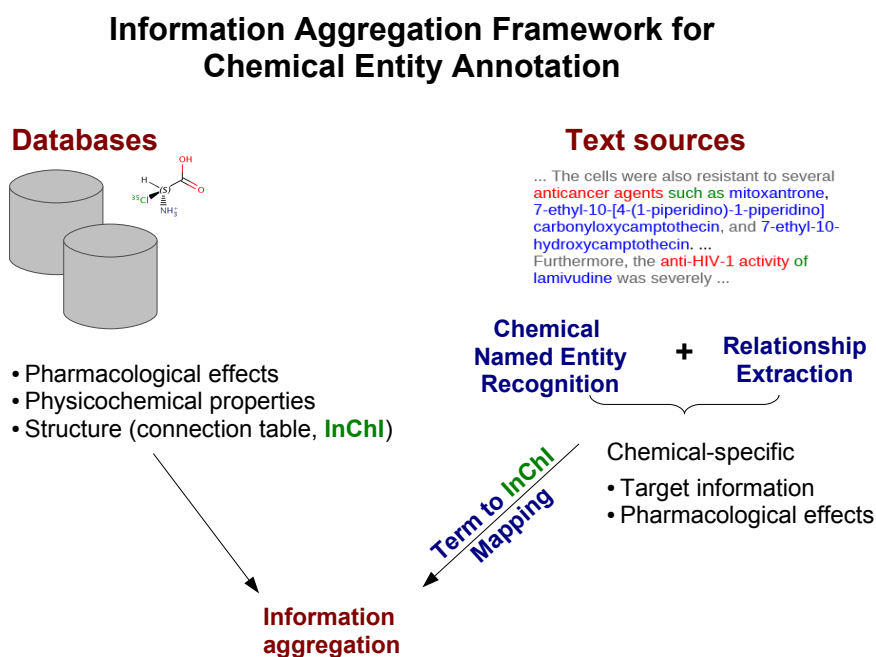 Information Aggregation Framework for
Chemical Entity Annotation
Databases
OH
H
(S)
O
35Cl
NH3+
• Pharmacological effects
• Physicochemical properties
• Structure (connection table, InChI)
Text sources
... The cells were also resistant to several
anticancer agents such as mitoxantrone,
7-ethyl-10-[4-(1-piperidino)-1-piperidino]
carbonyloxycamptothecin, and 7-ethyl-10-
hydroxycamptothecin. ...
Furthermore, the anti-HIV-1 activity of
lamivudine was severely ...
Chemical
Named Entity
Recognition
+
Relationship
Extraction
Chemical-specific
• Target information
• Pharmacological effects
Term to InChI
Mapping
Information
aggregation